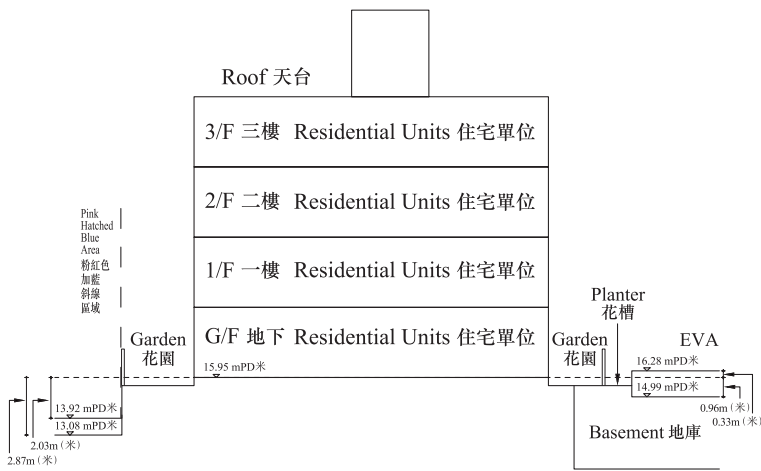 Roof 天台
3/F 三樓 Residential Units 住宅單位
2/F 二樓 Residential Units 住宅單位
Pink
Hatched
Blue
Area
粉紅色
加藍
斜線
區域
1/F 一樓 Residential Units 住宅單位
Planter
花槽
Garden
花園
G/F 地下 Residential Units 住宅單位
Garden
花園
EVA
15.95 mPD米
16.28 mPD米
14.99 mPD米
13.92 mPD米
13.08 mPD米
0.96m (米)
0.33m (米)
Basement 地庫
2.03m (米)
2.87m (米)